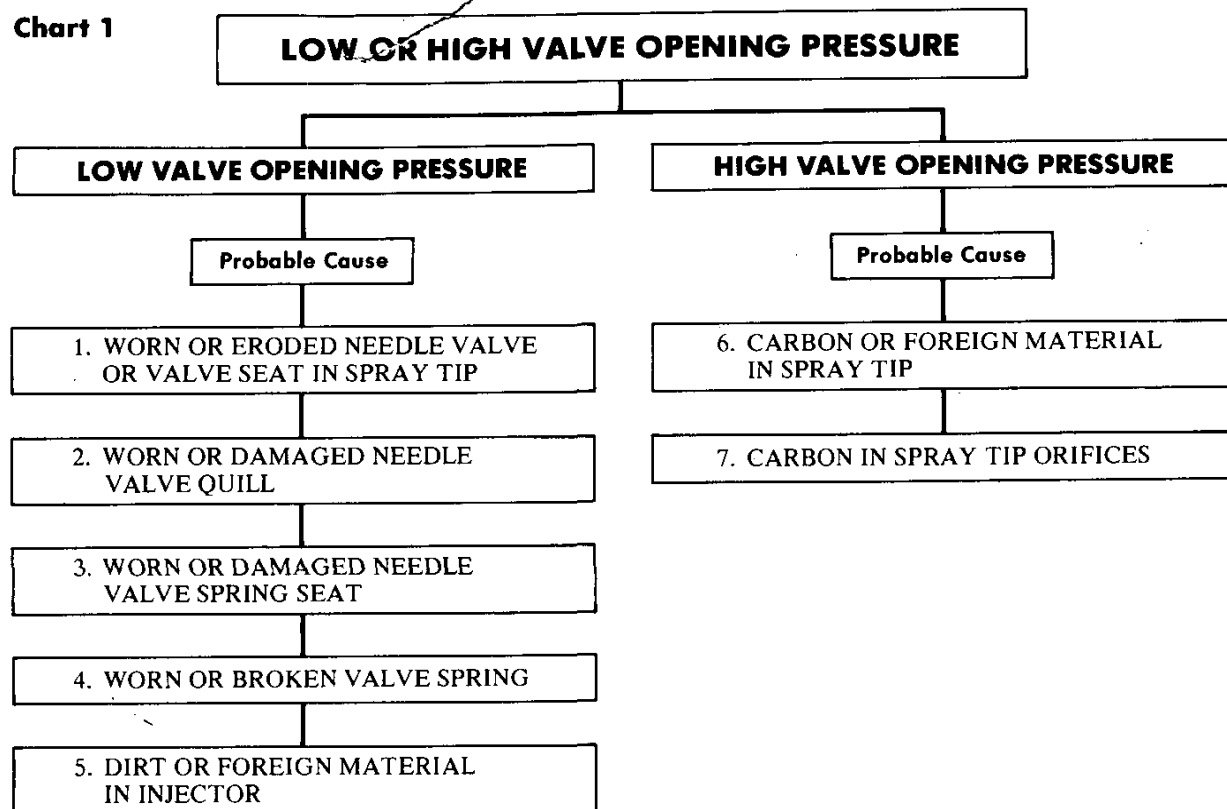 Chart 1
LOW OR HIGH VALVE OPENING PRESSURE
LOW VALVE OPENING PRESSURE
Probable Cause
1. WORN OR ERODED NEEDLE VALVE
OR VALVE SEAT IN SPRAY TIP
2. WORN OR DAMAGED NEEDLE
VALVE QUILL
3. WORN OR DAMAGED NEEDLE
VALVE SPRING SEAT
4. WORN OR BROKEN VALVE SPRING
5. DIRT OR FOREIGN MATERIAL
IN INJECTOR
HIGH VALVE OPENING PRESSURE
Probable Cause
6. CARBON OR FOREIGN MATERIAL
IN SPRAY TIP
7. CARBON IN SPRAY TIP ORIFICES